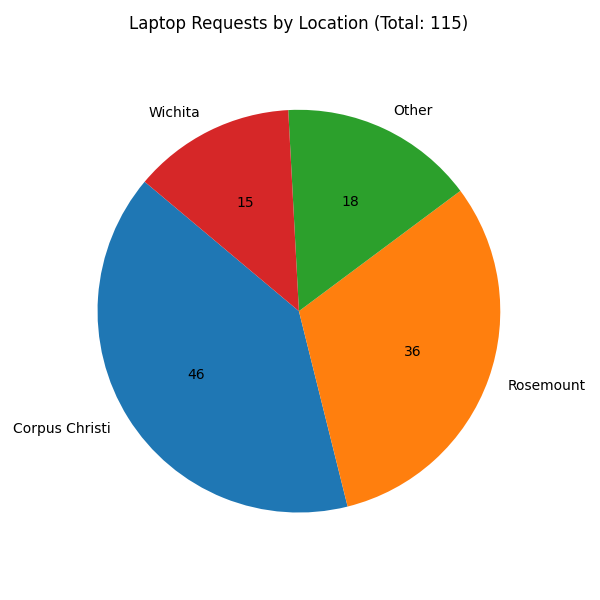 Laptop Requests by Location (Total: 115)
Wichita
Other
15
18
36
46
Rosemount
Corpus Christi